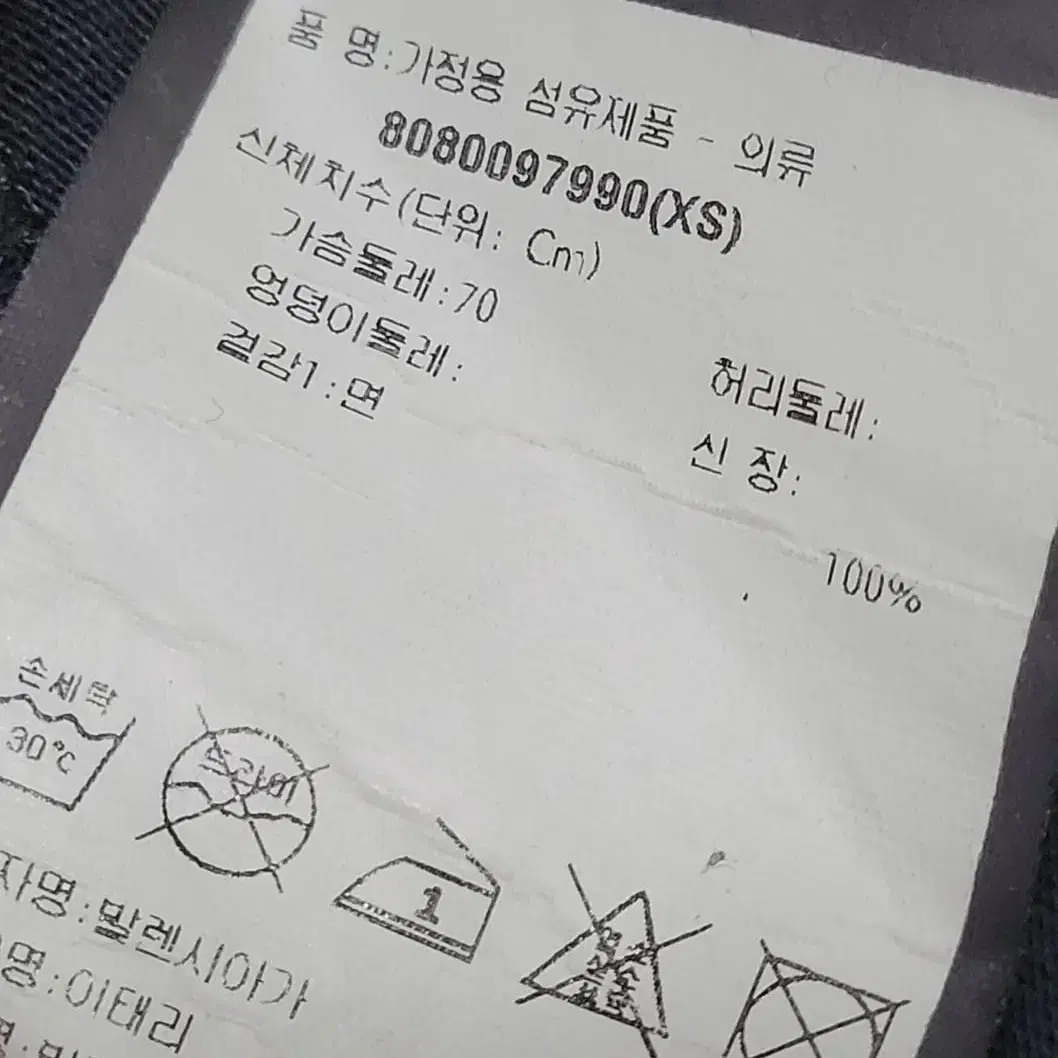 품 명:가정용 섬유제품 - 의류
8080097990(XS)
신체치수(단위: Cm)
가슴둘레:70
허리둘레:
엉덩이둘레:
신 장:
겉감1:면
100%
손세탁
30℃
드라이
1
염소
자명:발렌시아가
명:이태리